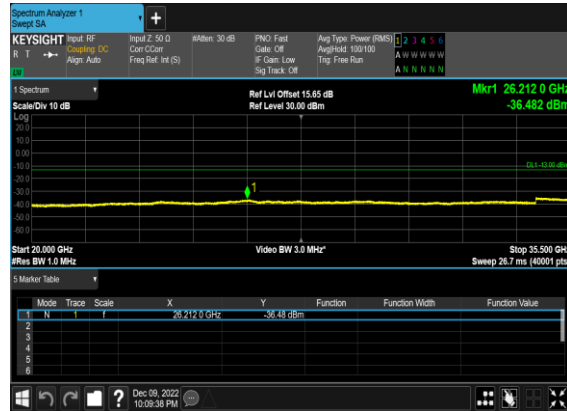 Spectrum Analyzer 1
Swept SA
KEYSIGHT Input: RF Input Z: 50 Ω #Atten: 30 dB PNO: Fast Avg Type: Power (RMS) 1 2 3 4 5 6
R T Coupling: DC Corr CCorr Gate: Off Avg|Hold: 100/100 A W W W W W
Align: Auto Freq Ref: Int (S) IF Gain: Low Trig: Free Run
Sig Track: Off A N N N N N
1 Spectrum Ref Lvl Offset 15.65 dB Mkr1 26.212 0 GHz
Scale/Div 10 dB Ref Level 30.00 dBm -36.482 dBm
Log
20.0
10.0
0.00
-10.0 DL1 -13.00 dBm
-20.0
-30.0 1
-40.0
-50.0
-60.0
Start 20.000 GHz Video BW 3.0 MHz* Stop 35.500 GHz
#Res BW 1.0 MHz Sweep 26.7 ms (40001 pts)
5 Marker Table
Mode Trace Scale X Y Function Function Width Function Value
1 N 1 f 26.212 0 GHz -36.48 dBm
2
3
4
5
6
? Dec 09, 2022
10:09:38 PM